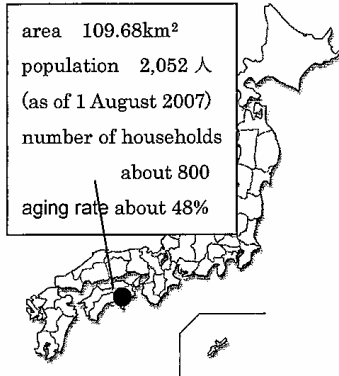 area 109.68km²
population 2,052 人
(as of 1 August 2007)
number of households
about 800
aging rate about 48%